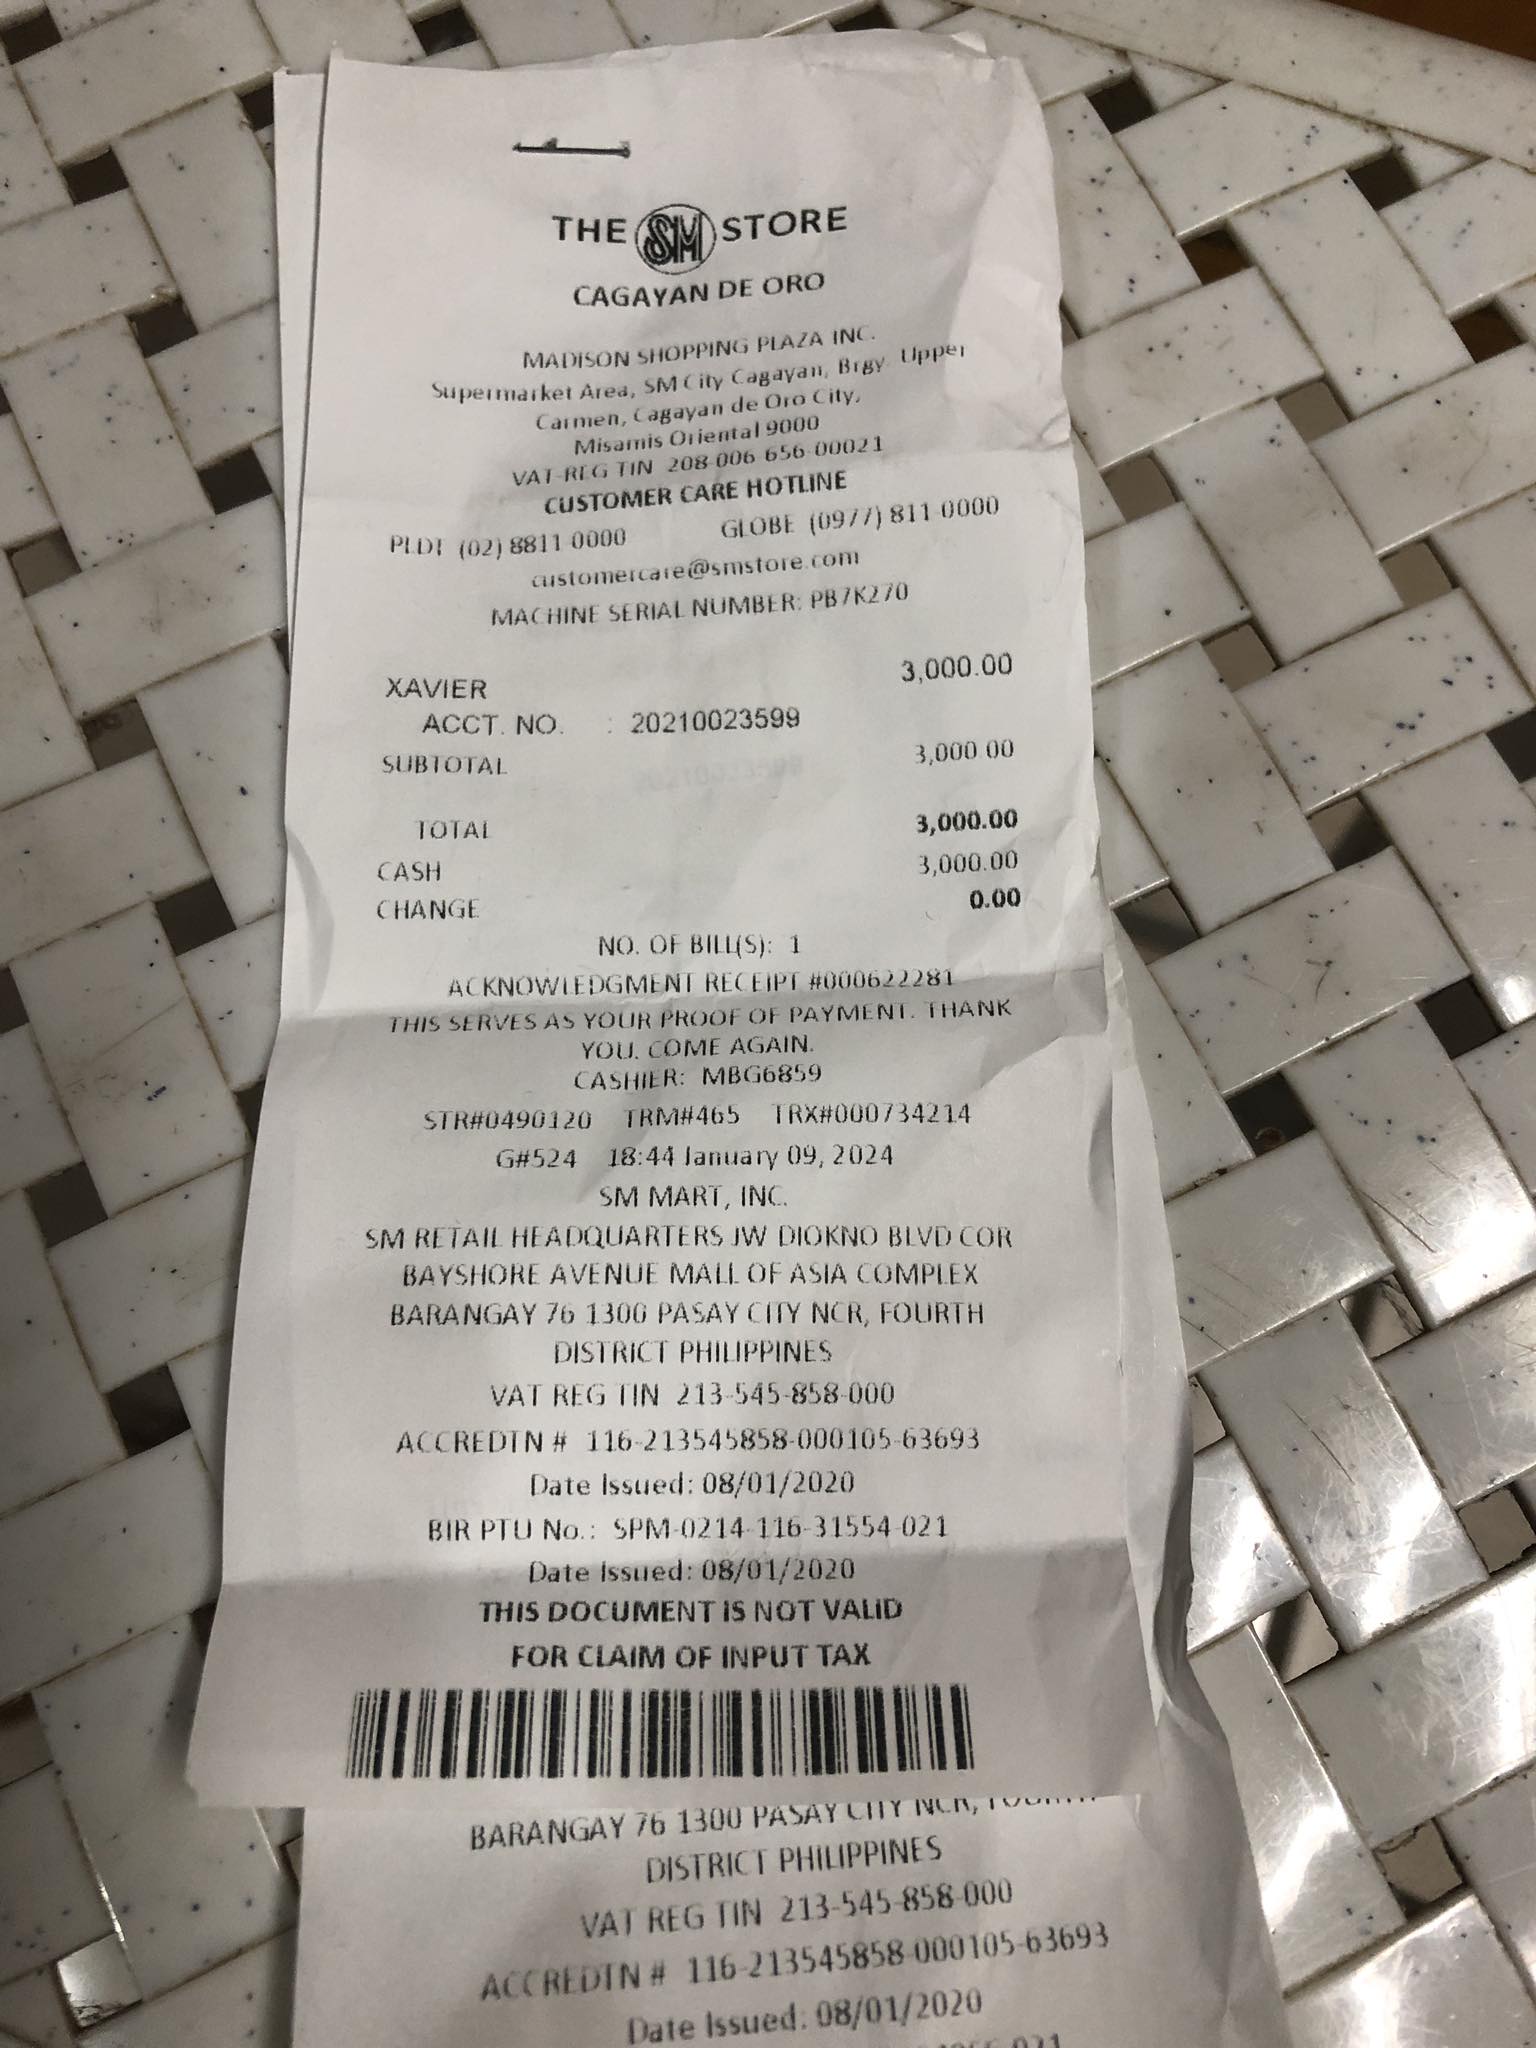 THE SM STORE
CAGAYAN DE ORO
MADISON SHOPPING PLAZA INC.
Supermarket Area, SM City Cagayan, Brgy. Upper
Carmen, Cagayan de Oro City,
Misamis Oriental 9000
VAT-REG TIN 208-006-656-00021
CUSTOMER CARE HOTLINE
PLDT (02) 8811-0000 GLOBE (0977) 811-0000
customercare@smstore.com
MACHINE SERIAL NUMBER: PB7K270
XAVIER 3,000.00
ACCT. NO. : 20210023599
SUBTOTAL 3,000.00
TOTAL 3,000.00
CASH 3,000.00
CHANGE 0.00
NO. OF BILL(S): 1
ACKNOWLEDGMENT RECEIPT #000622281
THIS SERVES AS YOUR PROOF OF PAYMENT. THANK
YOU. COME AGAIN.
CASHIER: MBG6859
STR#0490120 TRM#465 TRX#000734214
G#524 18:44 January 09, 2024
SM MART, INC.
SM RETAIL HEADQUARTERS JW DIOKNO BLVD COR
BAYSHORE AVENUE MALL OF ASIA COMPLEX
BARANGAY 76 1300 PASAY CITY NCR, FOURTH
DISTRICT PHILIPPINES
VAT REG TIN 213-545-858-000
ACCREDTN # 116-213545858-000105-63693
Date Issued: 08/01/2020
BIR PTU No.: SPM-0214-116-31554-021
Date Issued: 08/01/2020
THIS DOCUMENT IS NOT VALID
FOR CLAIM OF INPUT TAX
BARANGAY 76 1300 PASAY CITY NCR,
DISTRICT PHILIPPINES
VAT REG TIN 213-545-858-000
ACCREDTN # 116-213545858-000105-63693
Date Issued: 08/01/2020